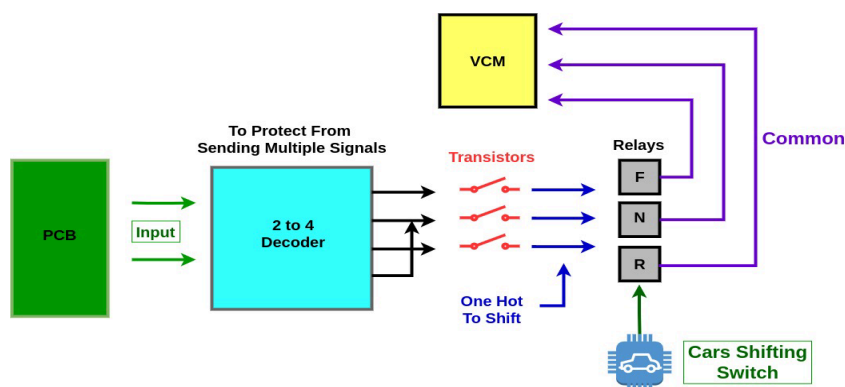 VCM
To Protect From
Sending Multiple Signals
Transistors
Relays
Common
PCB
Input
2 to 4
Decoder
F
N
R
One Hot
To Shift
Cars Shifting
Switch